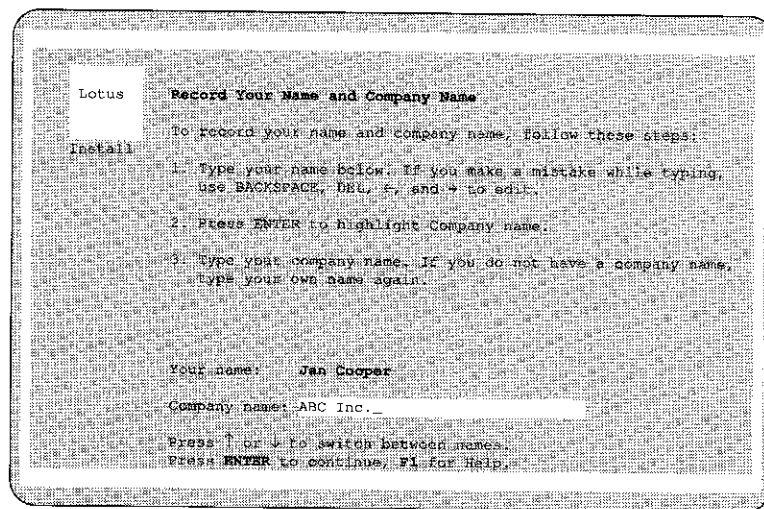 Lotus
Install
Record Your Name and Company Name
To record your name and company name, follow these steps:
1. Type your name below. If you make a mistake while typing,
use BACKSPACE, DEL, ←, and → to edit.
2. Press ENTER to highlight Company name.
3. Type your company name. If you do not have a company name,
type your own name again.
Your name: Jan Cooper
Company name: ABC Inc._
Press ↑ or ↓ to switch between names.
Press ENTER to continue, F1 for Help.